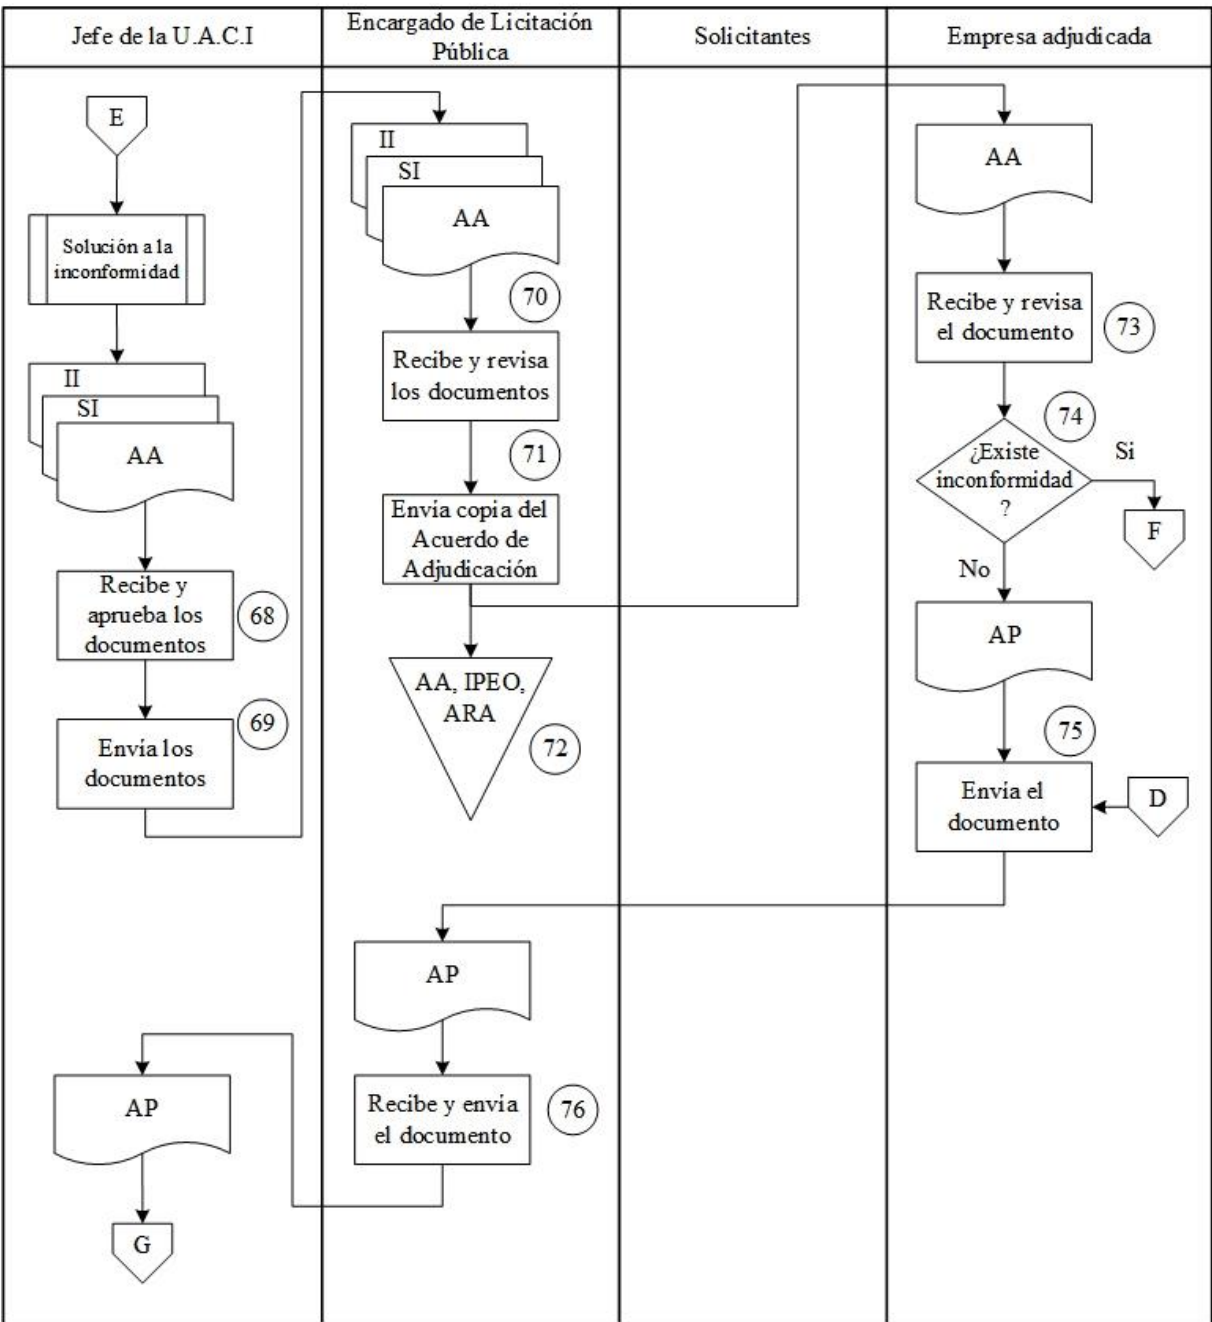 Jefe de la U.A.C.I
Encargado de Licitación
Pública
Solicitantes
Empresa adjudicada
E
Solución a la
inconformidad
II
SI
AA
Recibe y
aprueba los
documentos
68
69
Envía los
documentos
II
SI
AA
70
Recibe y revisa
los documentos
71
Envía copia del
Acuerdo de
Adjudicación
AA, IPEO,
ARA
72
AA
Recibe y revisa
el documento
73
74
¿Existe
inconformidad
?
Si
F
No
AP
75
Envia el
documento
D
AP
Recibe y envia
el documento
76
AP
G